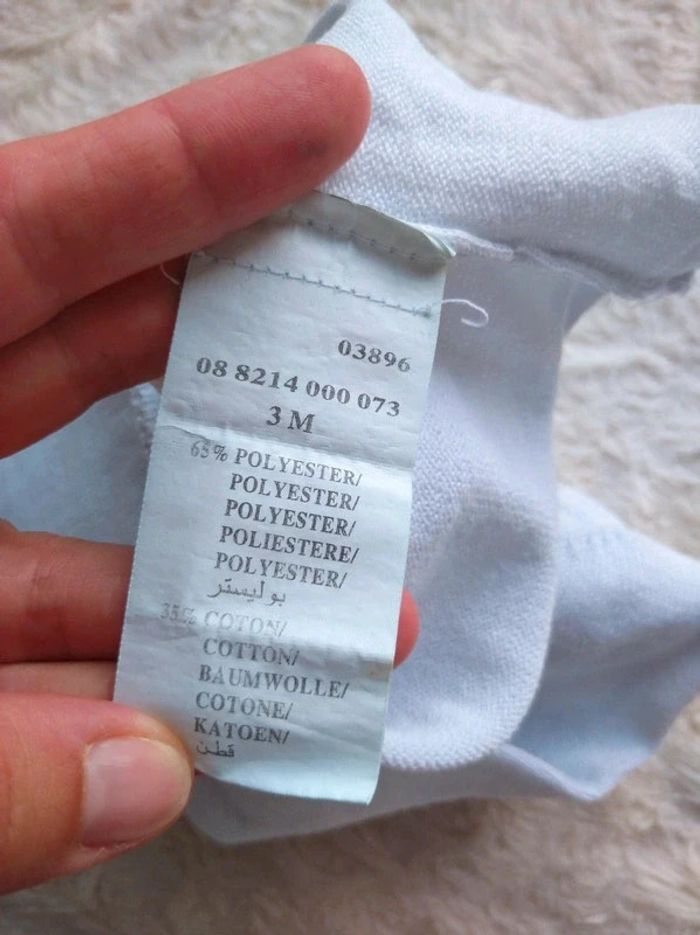 03896
08 8214 000 073
3 M
65% POLYESTER/
POLYESTER/
POLYESTER/
POLIESTERE/
POLYESTER/
بوليستر
35% COTON/
COTTON/
BAUMWOLLE/
COTONE/
KATOEN/
قطن